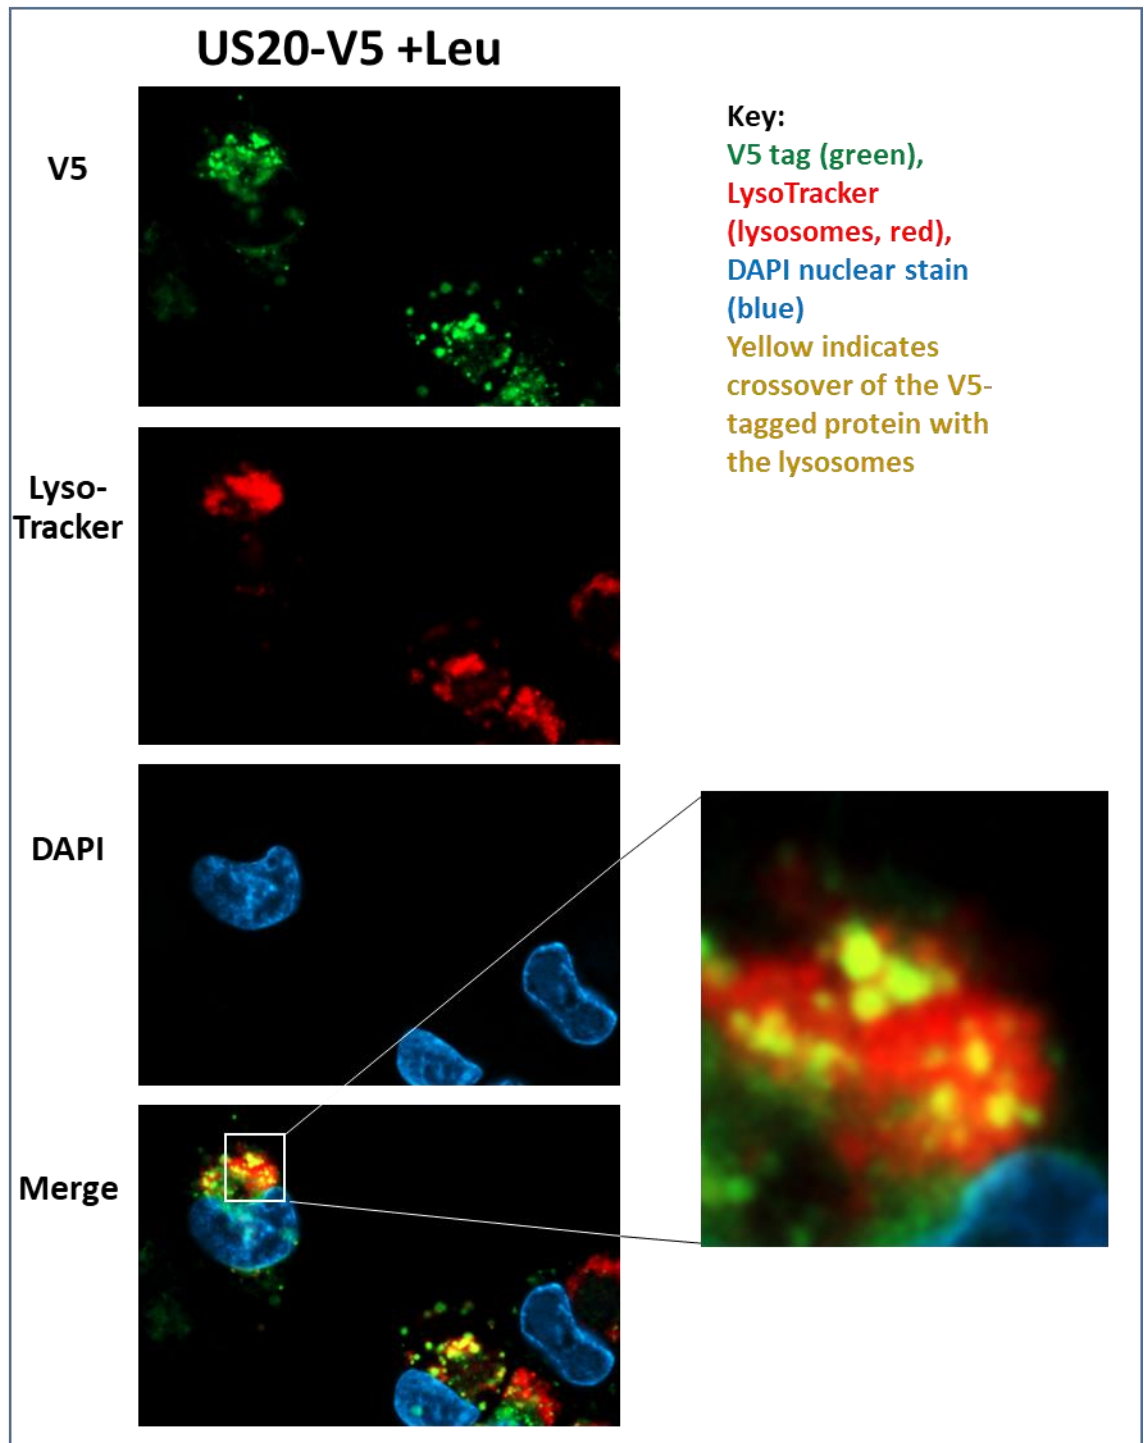 US20-V5 +Leu
V5
Key:
V5 tag (green),
LysoTracker
(lysosomes, red),
DAPI nuclear stain
(blue)
Yellow indicates
crossover of the V5-
tagged protein with
the lysosomes
Lyso-
Tracker
DAPI
Merge